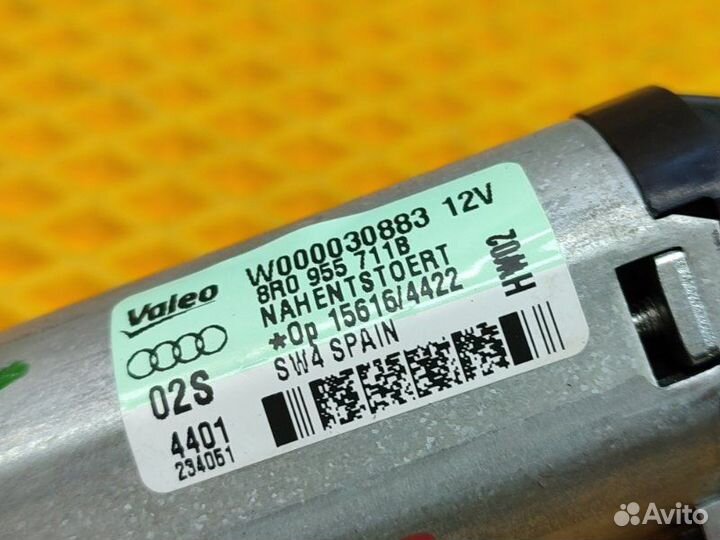 Valeo
W000030883 12V
8R0 955 711B
NAHENTSTOERT
*Op 15616/4422
SW4 SPAIN
HW02
02S
4401
234051
Avito